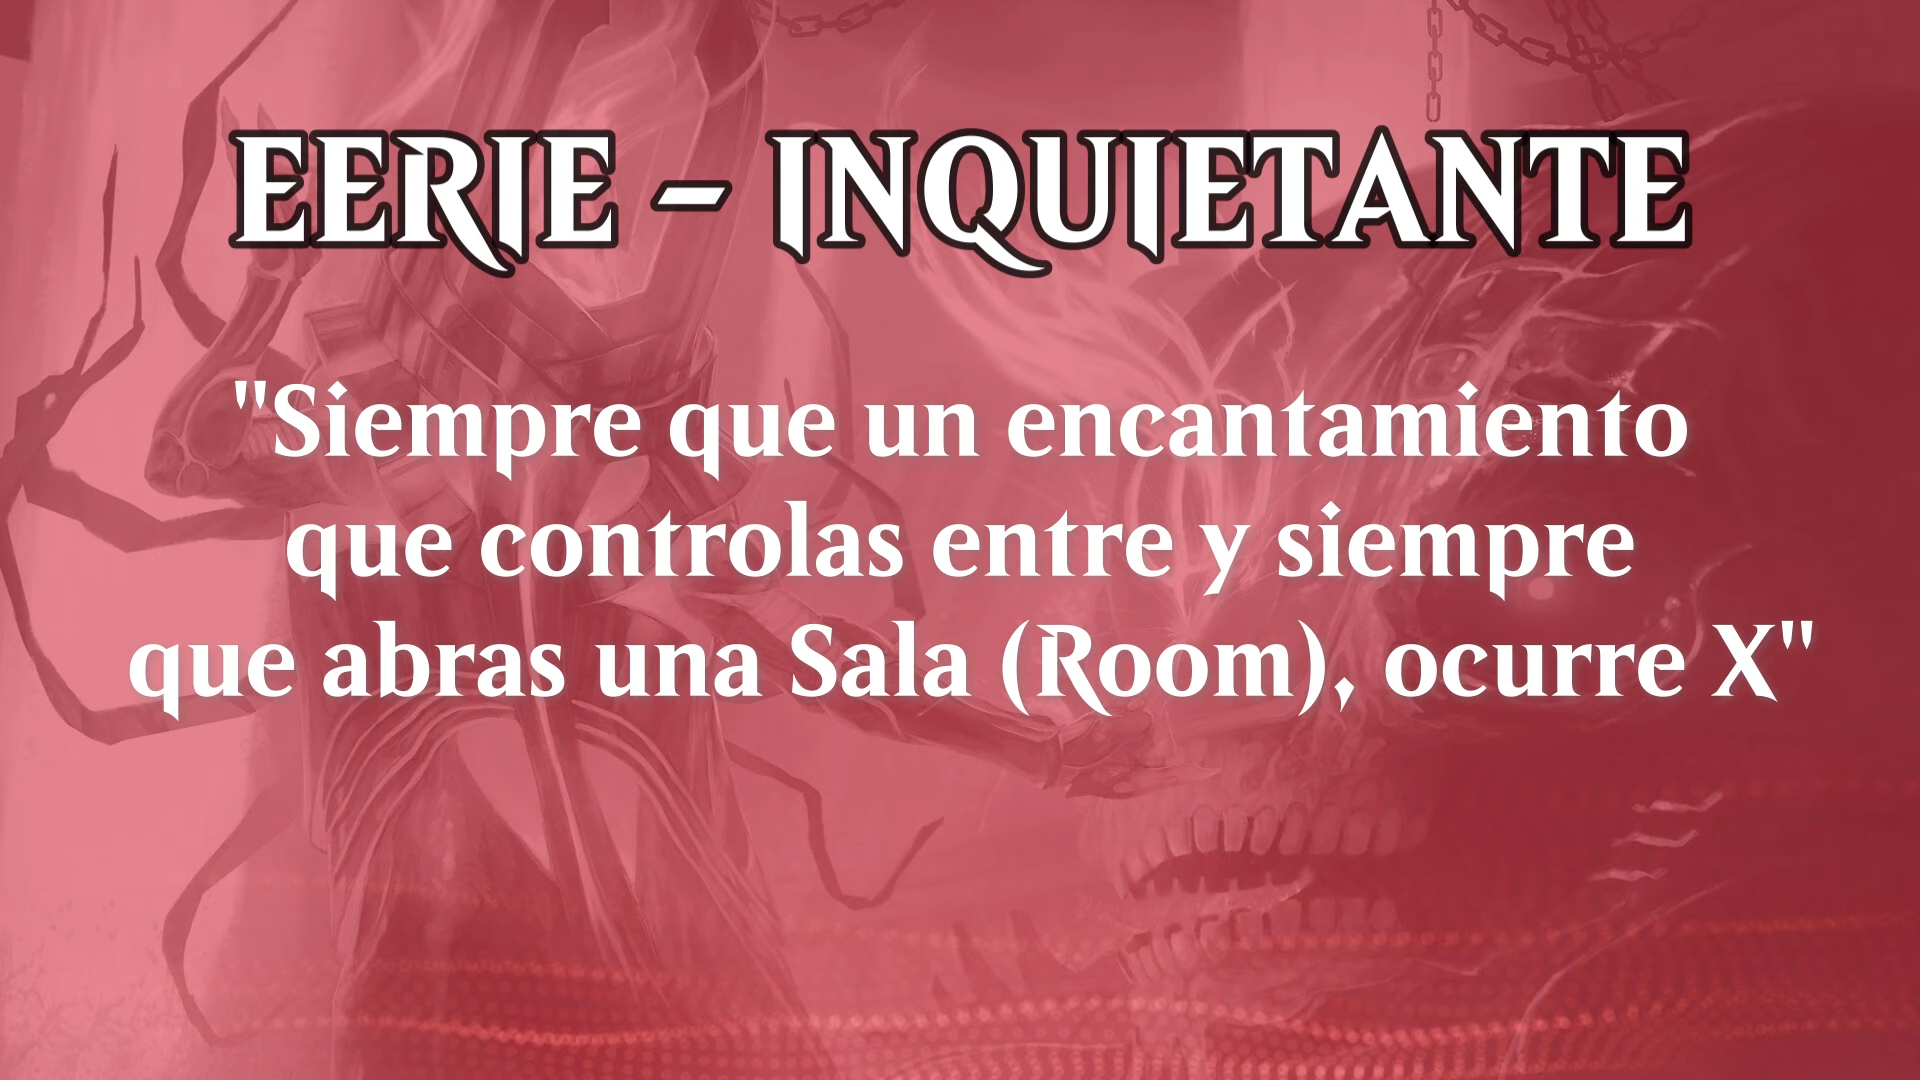 EERIE - INQUIETANTE
"Siempre que un encantamiento
que controlas entre y siempre
que abras una Sala (Room), ocurre X"